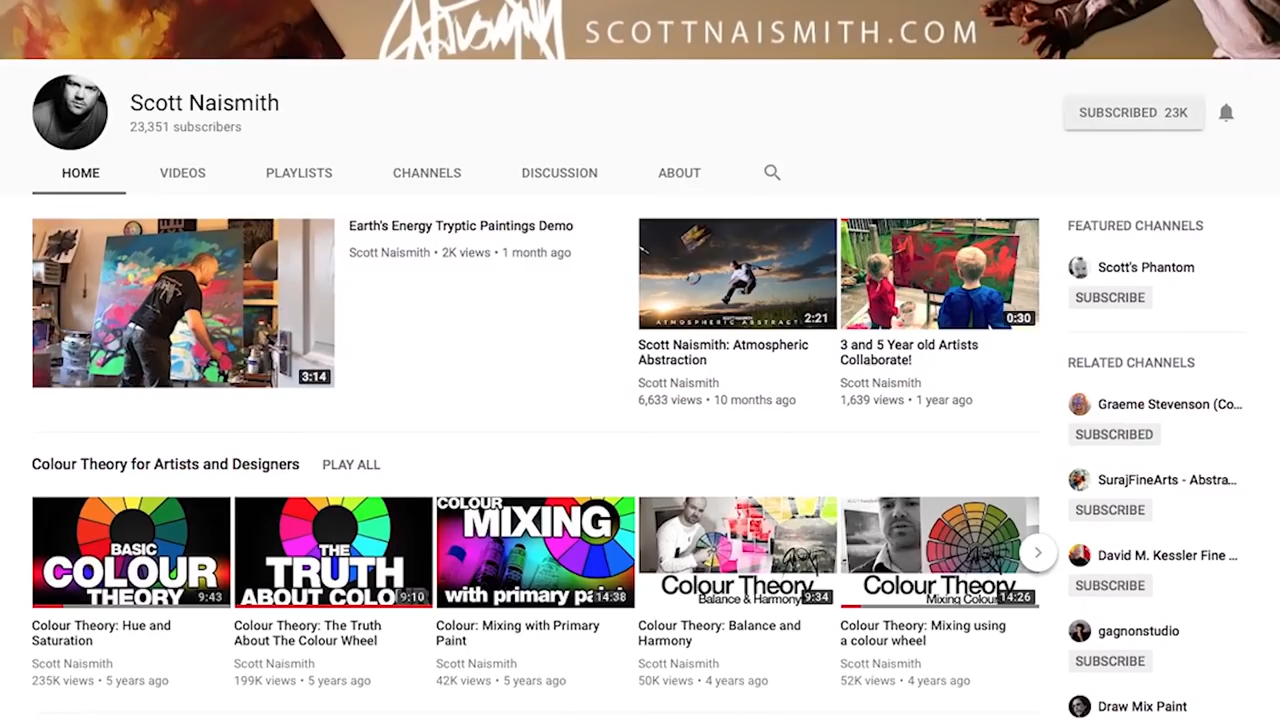 SCOTTNAISMITH.COM
Scott Naismith
23,351 subscribers
SUBSCRIBED 23K
HOME
VIDEOS
PLAYLISTS
CHANNELS
DISCUSSION
ABOUT
3:14
Earth's Energy Tryptic Paintings Demo
Scott Naismith • 2K views • 1 month ago
ATMOSPHERIC ABSTRACT
2:21
Scott Naismith: Atmospheric
Abstraction
Scott Naismith
6,633 views • 10 months ago
0:30
3 and 5 Year old Artists
Collaborate!
Scott Naismith
1,639 views • 1 year ago
FEATURED CHANNELS
Scott's Phantom
SUBSCRIBE
RELATED CHANNELS
Graeme Stevenson (Co...
SUBSCRIBED
SurajFineArts - Abstra...
SUBSCRIBE
David M. Kessler Fine ...
SUBSCRIBE
gagnonstudio
SUBSCRIBE
Draw Mix Paint
Colour Theory for Artists and Designers
PLAY ALL
BASIC
COLOUR
THEORY
9:43
Colour Theory: Hue and
Saturation
Scott Naismith
235K views • 5 years ago
THE
TRUTH
ABOUT COLO
9:10
Colour Theory: The Truth
About The Colour Wheel
Scott Naismith
199K views • 5 years ago
COLOUR
MIXING
with primary pa
14:38
Colour: Mixing with Primary
Paint
Scott Naismith
42K views • 5 years ago
Colour Theory
Balance & Harmony
9:34
Colour Theory: Balance and
Harmony
Scott Naismith
50K views • 4 years ago
Colour Theory
Mixing Colou
14:26
Colour Theory: Mixing using
a colour wheel
Scott Naismith
52K views • 4 years ago